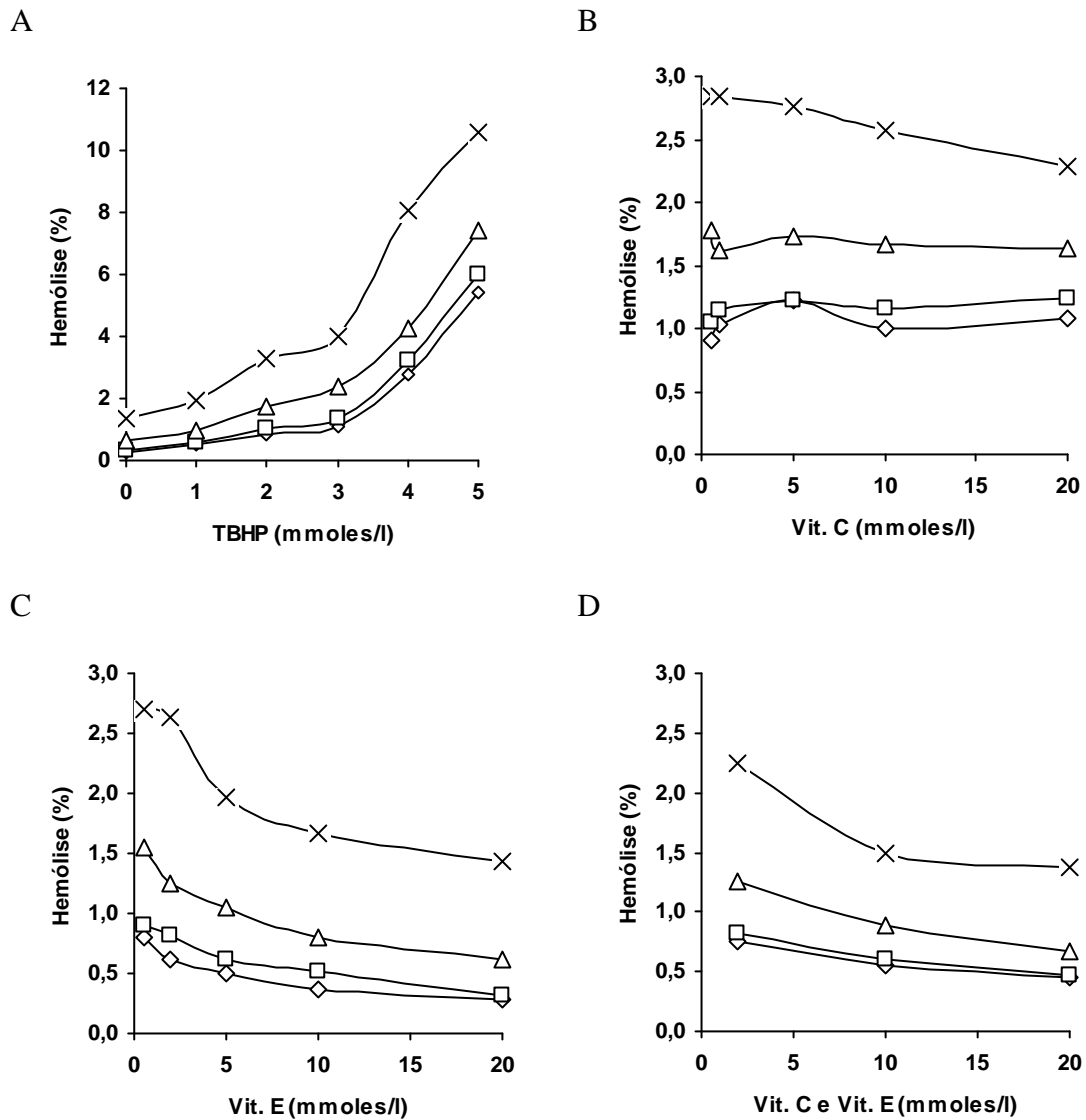 A
12
10
8
6
4
2
0
Hemólise (%)
0 1 2 3 4 5
TBHP (mmoles/l)
B
3,0
2,5
2,0
1,5
1,0
0,5
0,0
Hemólise (%)
0 5 10 15 20
Vit. C (mmoles/l)
C
3,0
2,5
2,0
1,5
1,0
0,5
0,0
Hemólise (%)
0 5 10 15 20
Vit. E (mmoles/l)
D
3,0
2,5
2,0
1,5
1,0
0,5
0,0
Hemólise (%)
0 5 10 15 20
Vit. C e Vit. E (mmoles/l)